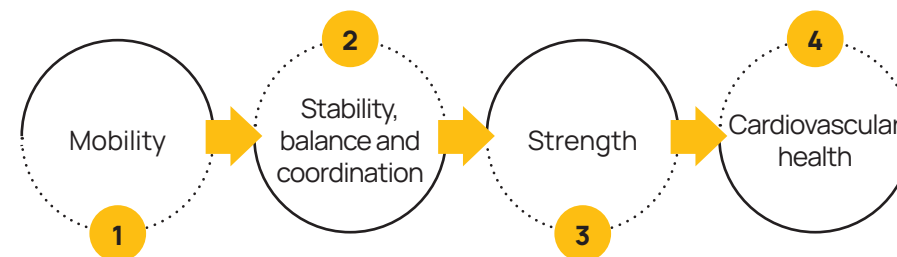 2
4
Mobility
Stability,
balance and
coordination
Strength
Cardiovascular
health
1
3